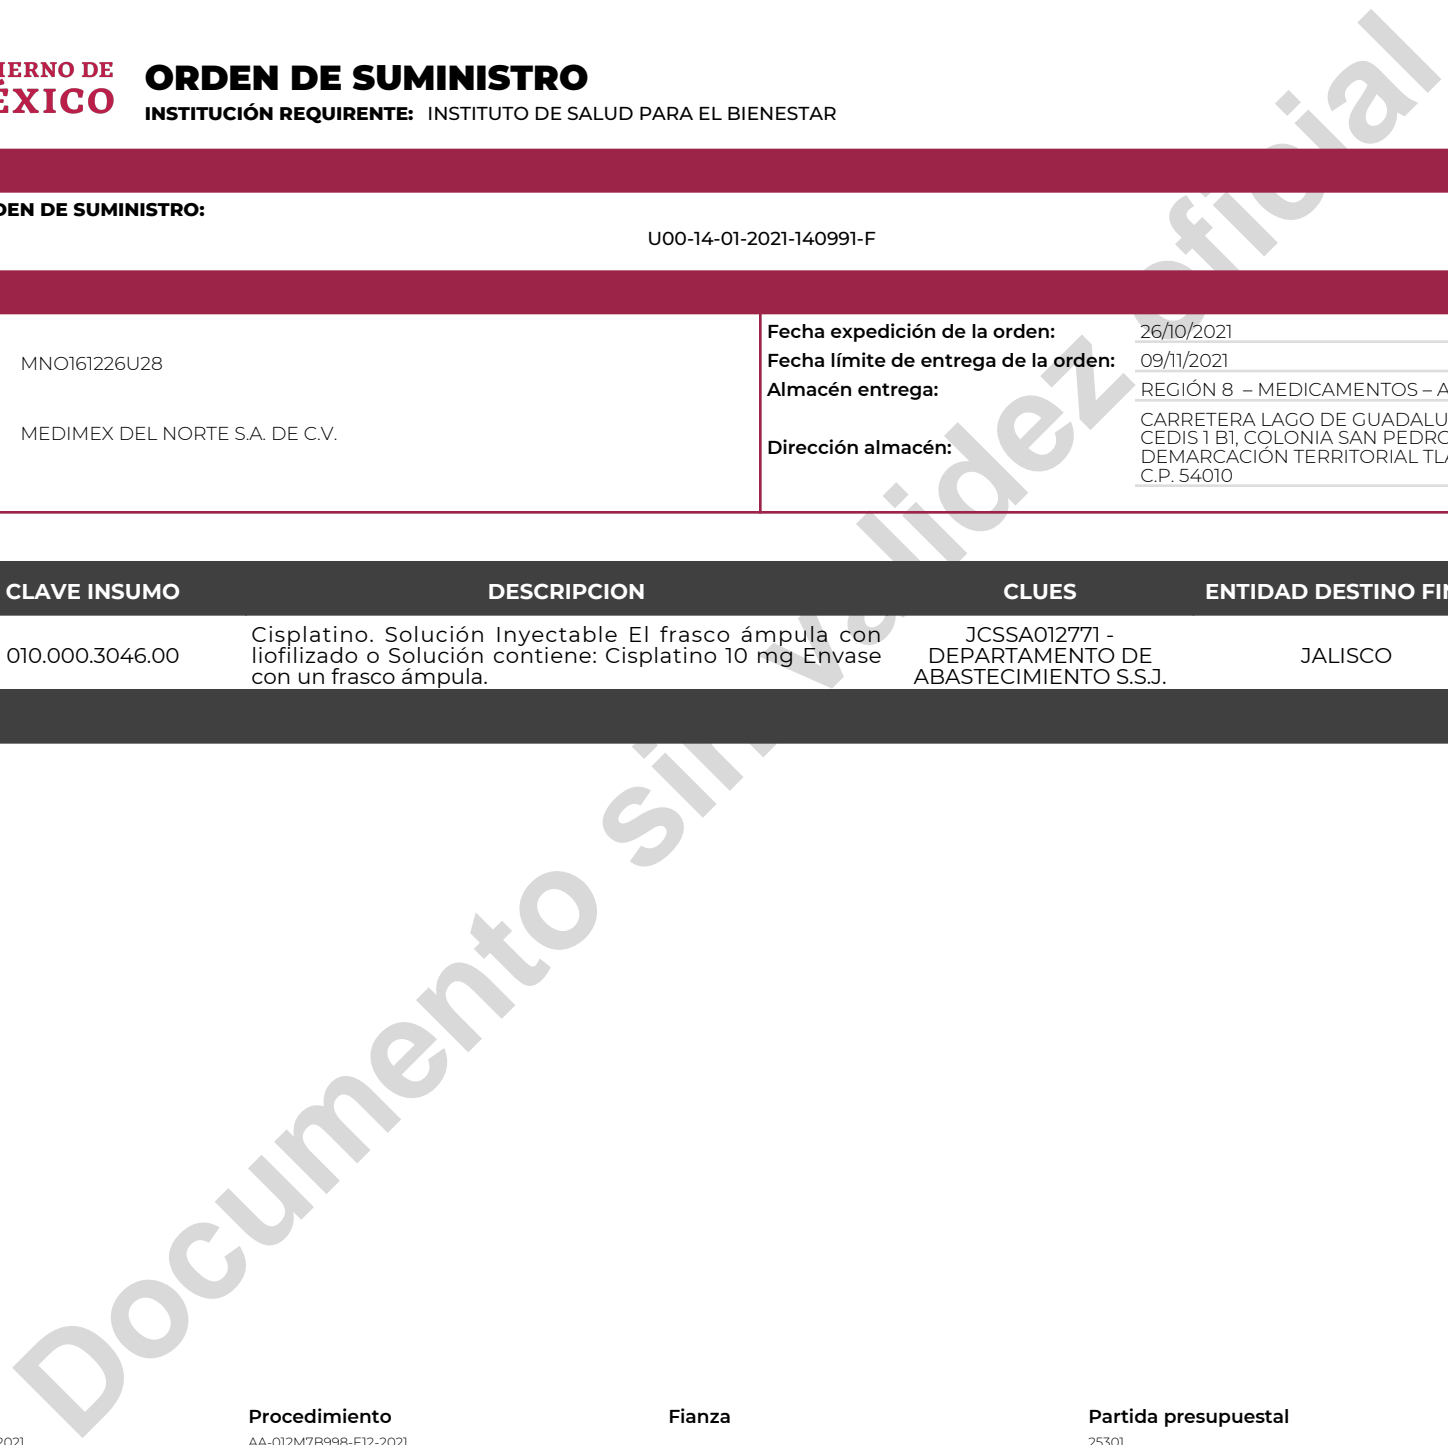 ORDEN DE SUMINISTRO
INSTITUCIÓN REQUIRENTE: INSTITUTO DE SALUD PARA EL BIENESTAR
IERNO DE
ÉXICO
DEN DE SUMINISTRO:
U00-14-01-2021-140991-F
MNO161226U28
MEDIMEX DEL NORTE S.A. DE C.V.
Fecha expedición de la orden: 26/10/2021
Fecha límite de entrega de la orden: 09/11/2021
Almacén entrega: REGIÓN 8 – MEDICAMENTOS – A
Dirección almacén:
CARRETERA LAGO DE GUADALU
CEDIS 1 B1, COLONIA SAN PEDRO
DEMARCACIÓN TERRITORIAL TLA
C.P. 54010
CLAVE INSUMO DESCRIPCION CLUES ENTIDAD DESTINO FIN
010.000.3046.00
Cisplatino. Solución Inyectable El frasco ámpula con
liofilizado o Solución contiene: Cisplatino 10 mg Envase
con un frasco ámpula.
JCSSA012771 -
DEPARTAMENTO DE
ABASTECIMIENTO S.S.J.
JALISCO
Documento sin validez oficial
Procedimiento Fianza Partida presupuestal
2021 AA-012M7B998-E12-2021 25301